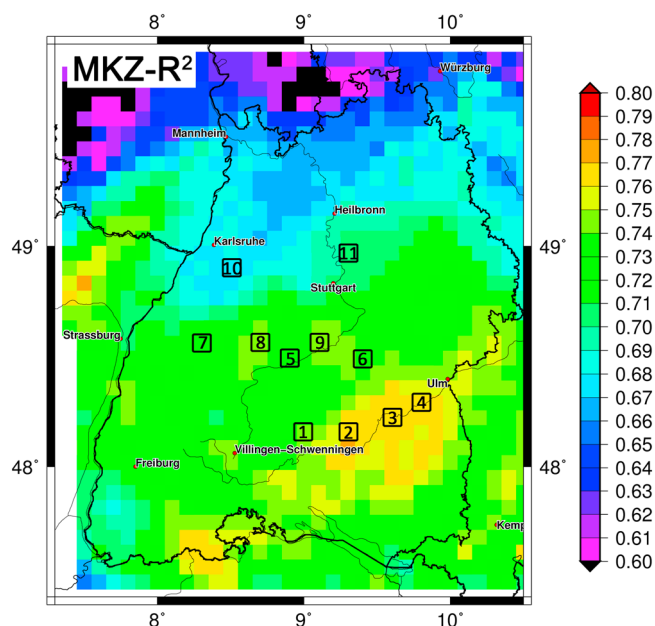 8° 9° 10°
MKZ-R²
Würzburg
Mannheim
Heilbronn
49° Karlsruhe 49°
10 11
Stuttgart
Strassburg
7 8 9
5 6
Ulm
4
3
1 2
Villingen-Schwenningen
48° Freiburg 48°
Kemp
8° 9° 10°
0.80
0.79
0.78
0.77
0.76
0.75
0.74
0.73
0.72
0.71
0.70
0.69
0.68
0.67
0.66
0.65
0.64
0.63
0.62
0.61
0.60